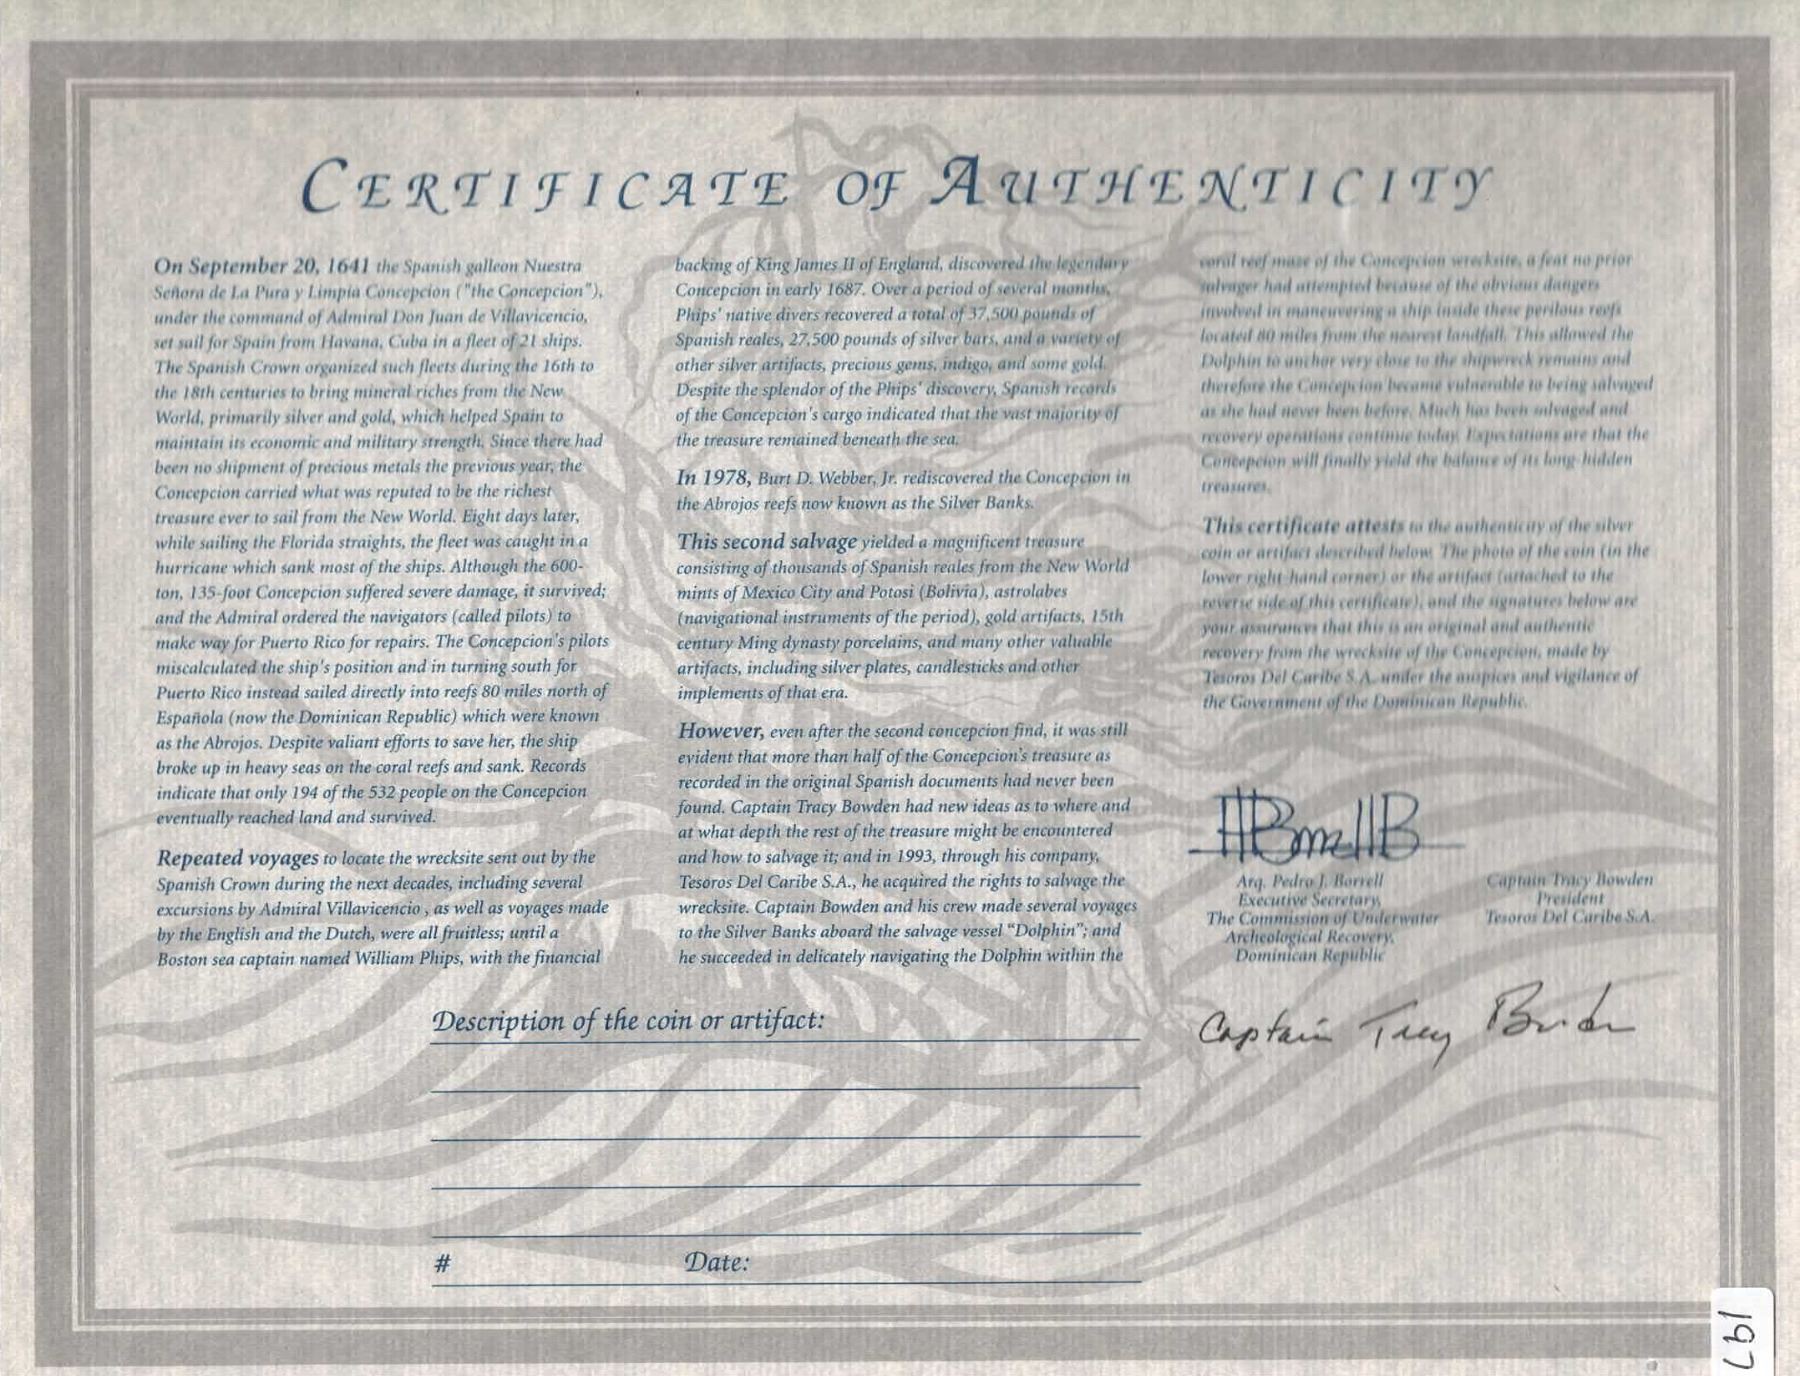 CERTIFICATE OF AUTHENTICITY
On September 20, 1641 the Spanish galleon Nuestra
Señora de La Pura y Limpia Concepcion ("the Concepcion"),
under the command of Admiral Don Juan de Villavicencio,
set sail for Spain from Havana, Cuba in a fleet of 21 ships.
The Spanish Crown organized such fleets during the 16th to
the 18th centuries to bring mineral riches from the New
World, primarily silver and gold, which helped Spain to
maintain its economic and military strength. Since there had
been no shipment of precious metals the previous year, the
Concepcion carried what was reputed to be the richest
treasure ever to sail from the New World. Eight days later,
while sailing the Florida straights, the fleet was caught in a
hurricane which sank most of the ships. Although the 600-
ton, 135-foot Concepcion suffered severe damage, it survived;
and the Admiral ordered the navigators (called pilots) to
make way for Puerto Rico for repairs. The Concepcion's pilots
miscalculated the ship's position and in turning south for
Puerto Rico instead sailed directly into reefs 80 miles north of
Española (now the Dominican Republic) which were known
as the Abrojos. Despite valiant efforts to save her, the ship
broke up in heavy seas on the coral reefs and sank. Records
indicate that only 194 of the 532 people on the Concepcion
eventually reached land and survived.
Repeated voyages to locate the wrecksite sent out by the
Spanish Crown during the next decades, including several
excursions by Admiral Villavicencio , as well as voyages made
by the English and the Dutch, were all fruitless; until a
Boston sea captain named William Phips, with the financial
backing of King James II of England, discovered the legendary
Concepcion in early 1687. Over a period of several months,
Phips' native divers recovered a total of 37,500 pounds of
Spanish reales, 27,500 pounds of silver bars, and a variety of
other silver artifacts, precious gems, indigo, and some gold.
Despite the splendor of the Phips' discovery, Spanish records
of the Concepcion's cargo indicated that the vast majority of
the treasure remained beneath the sea.
In 1978, Burt D. Webber, Jr. rediscovered the Concepcion in
the Abrojos reefs now known as the Silver Banks.
This second salvage yielded a magnificent treasure
consisting of thousands of Spanish reales from the New World
mints of Mexico City and Potosi (Bolivia), astrolabes
(navigational instruments of the period), gold artifacts, 15th
century Ming dynasty porcelains, and many other valuable
artifacts, including silver plates, candlesticks and other
implements of that era.
However, even after the second concepcion find, it was still
evident that more than half of the Concepcion's treasure as
recorded in the original Spanish documents had never been
found. Captain Tracy Bowden had new ideas as to where and
at what depth the rest of the treasure might be encountered
and how to salvage it; and in 1993, through his company,
Tesoros Del Caribe S.A., he acquired the rights to salvage the
wrecksite. Captain Bowden and his crew made several voyages
to the Silver Banks aboard the salvage vessel “Dolphin”; and
he succeeded in delicately navigating the Dolphin within the
coral reef maze of the Concepcion wrecksite, a feat no prior
salvager had attempted because of the obvious dangers
involved in maneuvering a ship inside these perilous reefs
located 80 miles from the nearest landfall. This allowed the
Dolphin to anchor very close to the shipwreck remains and
therefore the Concepcion became vulnerable to being salvaged
as she had never been before. Much has been salvaged and
recovery operations continue today. Expectations are that the
Concepcion will finally yield the balance of its long-hidden
treasures.
This certificate attests to the authenticity of the silver
coin or artifact described below. The photo of the coin (in the
lower right-hand corner) or the artifact (attached to the
reverse side of this certificate), and the signatures below are
your assurances that this is an original and authentic
recovery from the wrecksite of the Concepcion, made by
Tesoros Del Caribe S.A. under the auspices and vigilance of
the Government of the Dominican Republic.
Arq. Pedro J. Borrell
Executive Secretary,
The Commission of Underwater
Archeological Recovery,
Dominican Republic
Captain Tracy Bowden
President
Tesoros Del Caribe S.A.
Captain Tracy Bowden
Description of the coin or artifact:
# Date:
197